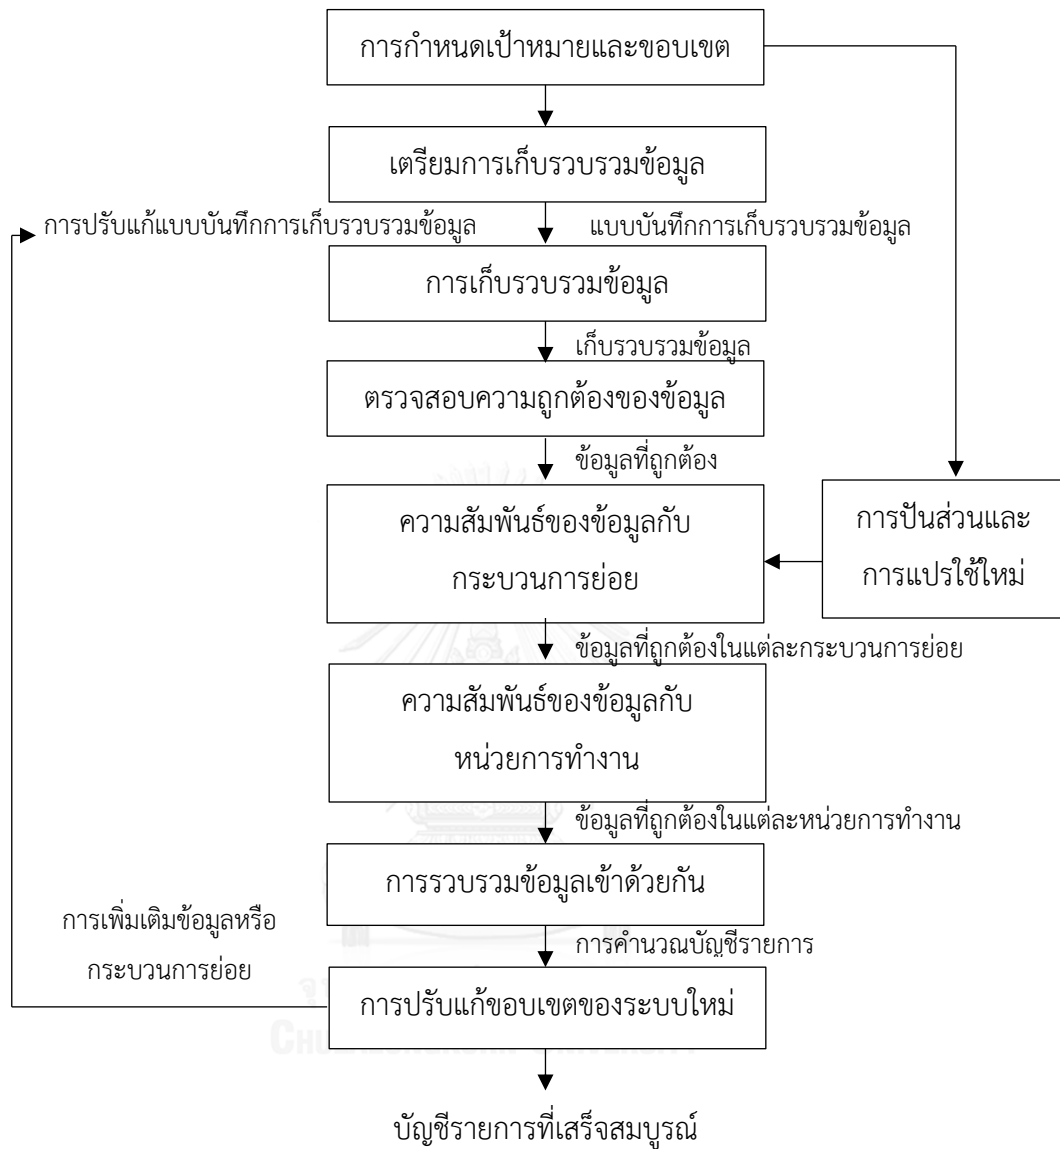 การกำหนดเป้าหมายและขอบเขต
เตรียมการเก็บรวบรวมข้อมูล
การปรับแก้แบบบันทึกการเก็บรวบรวมข้อมูล
แบบบันทึกการเก็บรวบรวมข้อมูล
การเก็บรวบรวมข้อมูล
เก็บรวบรวมข้อมูล
ตรวจสอบความถูกต้องของข้อมูล
ข้อมูลที่ถูกต้อง
ความสัมพันธ์ของข้อมูลกับ
กระบวนการย่อย
การปันส่วนและ
การแปรใช้ใหม่
ข้อมูลที่ถูกต้องในแต่ละกระบวนการย่อย
ความสัมพันธ์ของข้อมูลกับ
หน่วยการทำงาน
ข้อมูลที่ถูกต้องในแต่ละหน่วยการทำงาน
การรวบรวมข้อมูลเข้าด้วยกัน
การเพิ่มเติมข้อมูลหรือ
กระบวนการย่อย
การคำนวณบัญชีรายการ
การปรับแก้ขอบเขตของระบบใหม่
บัญชีรายการที่เสร็จสมบูรณ์